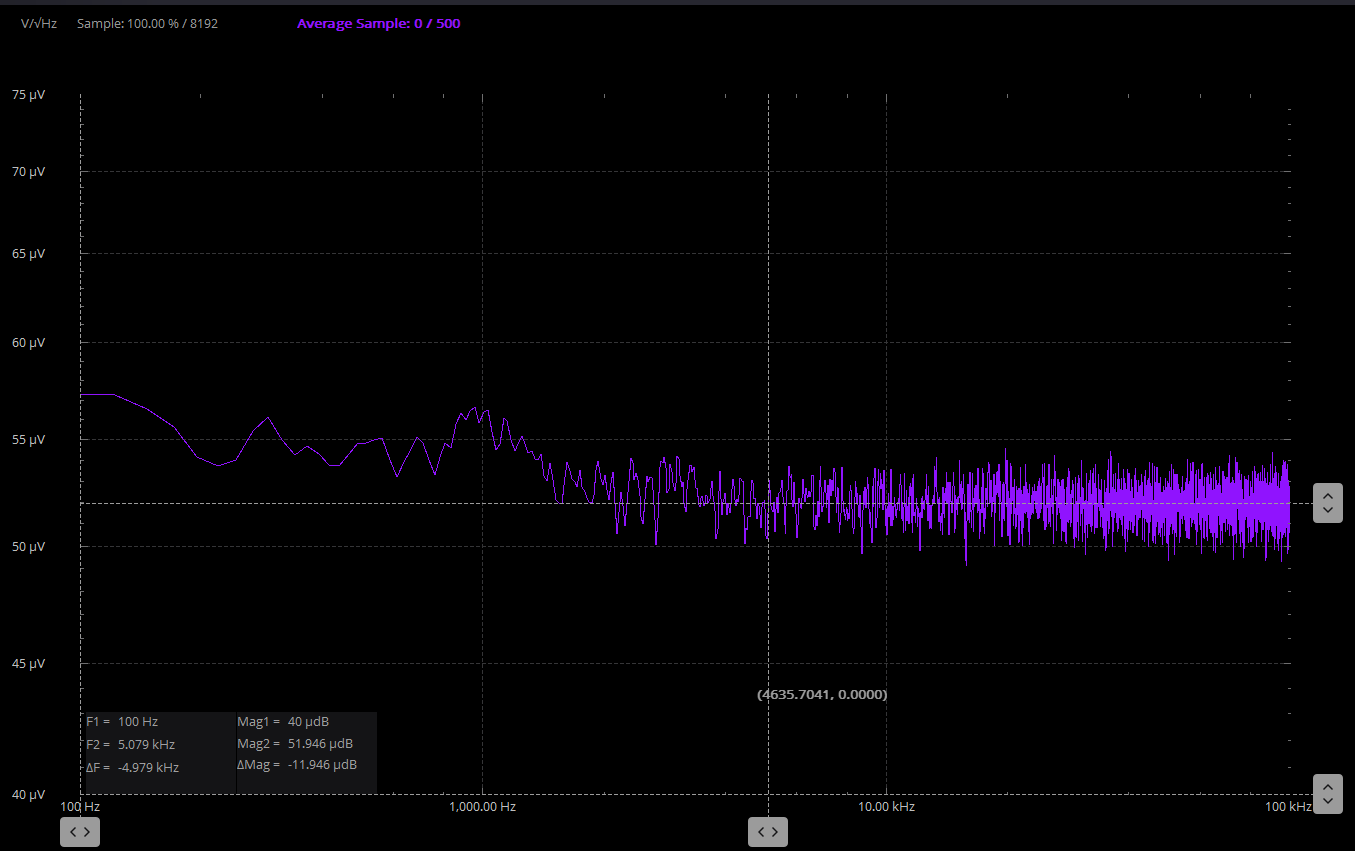 V/√Hz Sample: 100.00 % / 8192 Average Sample: 0 / 500
75 µV
70 µV
65 µV
60 µV
55 µV
50 µV
45 µV
(4635.7041, 0.0000)
F1 = 100 Hz Mag1 = 40 µdB
F2 = 5.079 kHz Mag2 = 51.946 µdB
ΔF = -4.979 kHz ΔMag = -11.946 µdB
40 µV
100 Hz 1,000.00 Hz 10.00 kHz 100 kHz